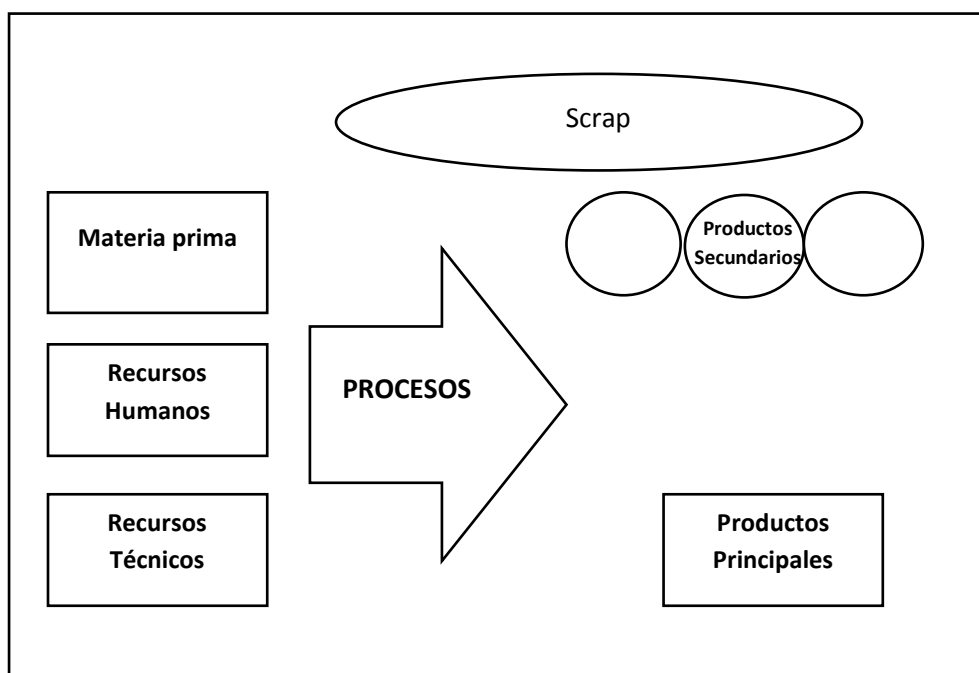 Scrap
Materia prima
Productos
Secundarios
Recursos
Humanos
PROCESOS
Recursos
Técnicos
Productos
Principales